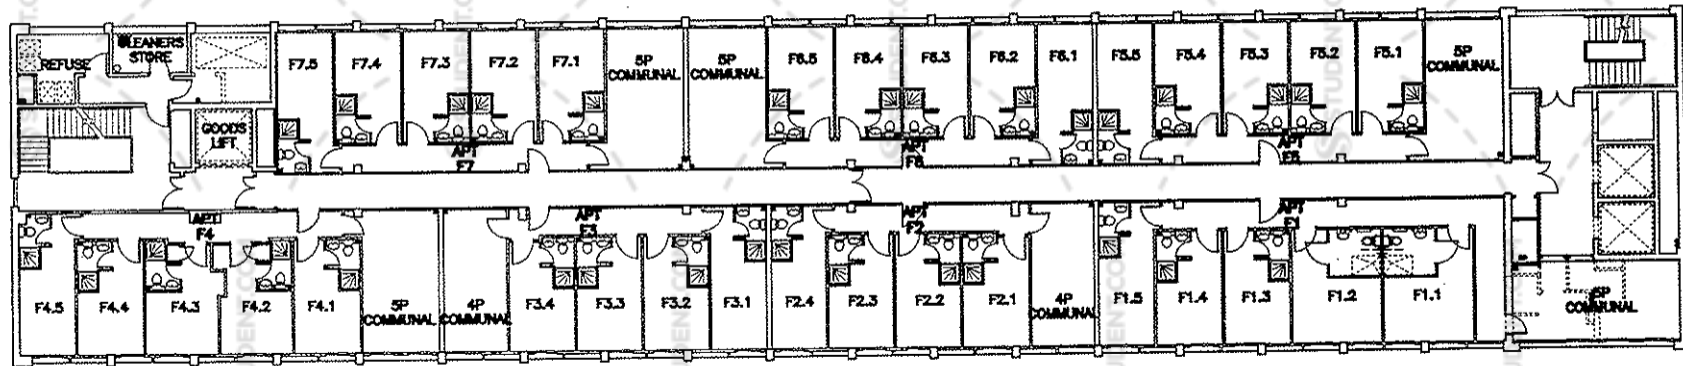 REFUSE
CLEANERS
STORE
F7.5
F7.4
F7.3
F7.2
F7.1
5P
COMMUNAL
5P
COMMUNAL
F6.5
F6.4
F6.3
F6.2
F6.1
F5.5
F5.4
F5.3
F5.2
F5.1
5P
COMMUNAL
GOODS
LIFT
APT
F7
APT
F6
APT
F5
APT
F4
APT
F3
APT
F2
APT
F1
F4.5
F4.4
F4.3
F4.2
F4.1
5P
COMMUNAL
4P
COMMUNAL
F3.4
F3.3
F3.2
F3.1
F2.4
F2.3
F2.2
F2.1
4P
COMMUNAL
F1.5
F1.4
F1.3
F1.2
F1.1
5P
COMMUNAL